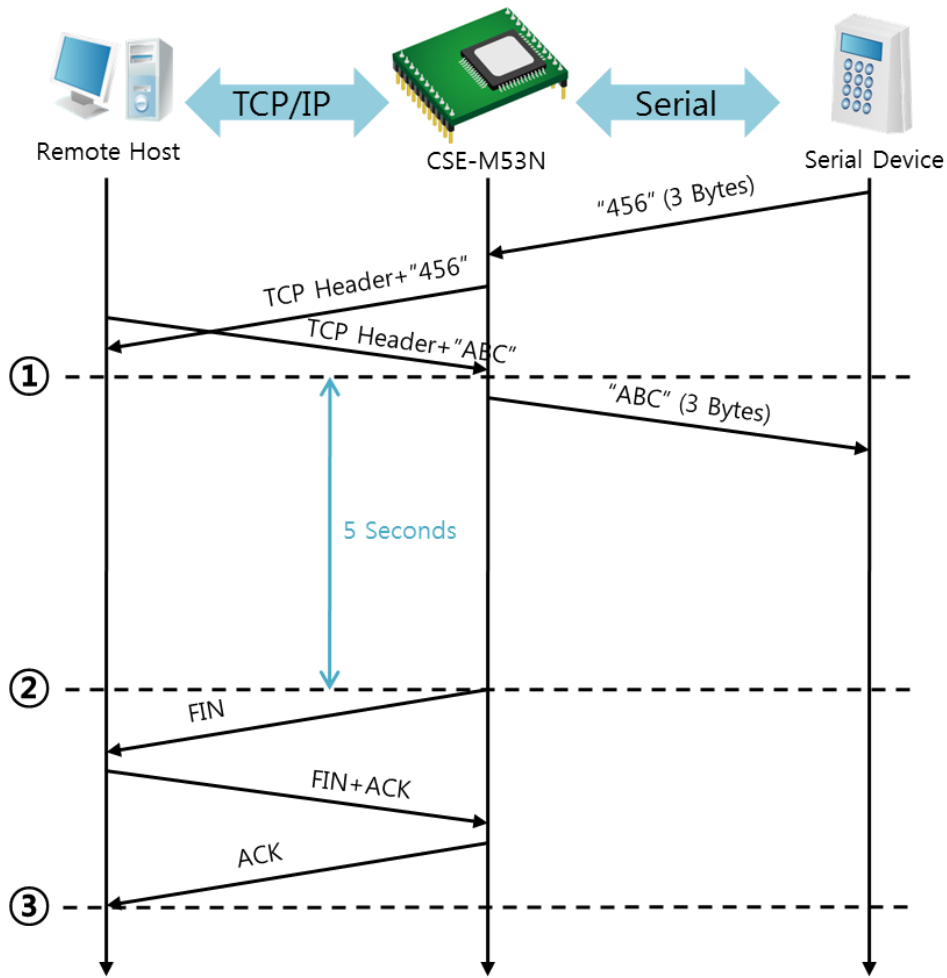 TCP/IP
Serial
Remote Host
CSE-M53N
Serial Device
"456" (3 Bytes)
TCP Header+"456"
TCP Header+"ABC"
①
"ABC" (3 Bytes)
5 Seconds
②
FIN
FIN+ACK
ACK
③